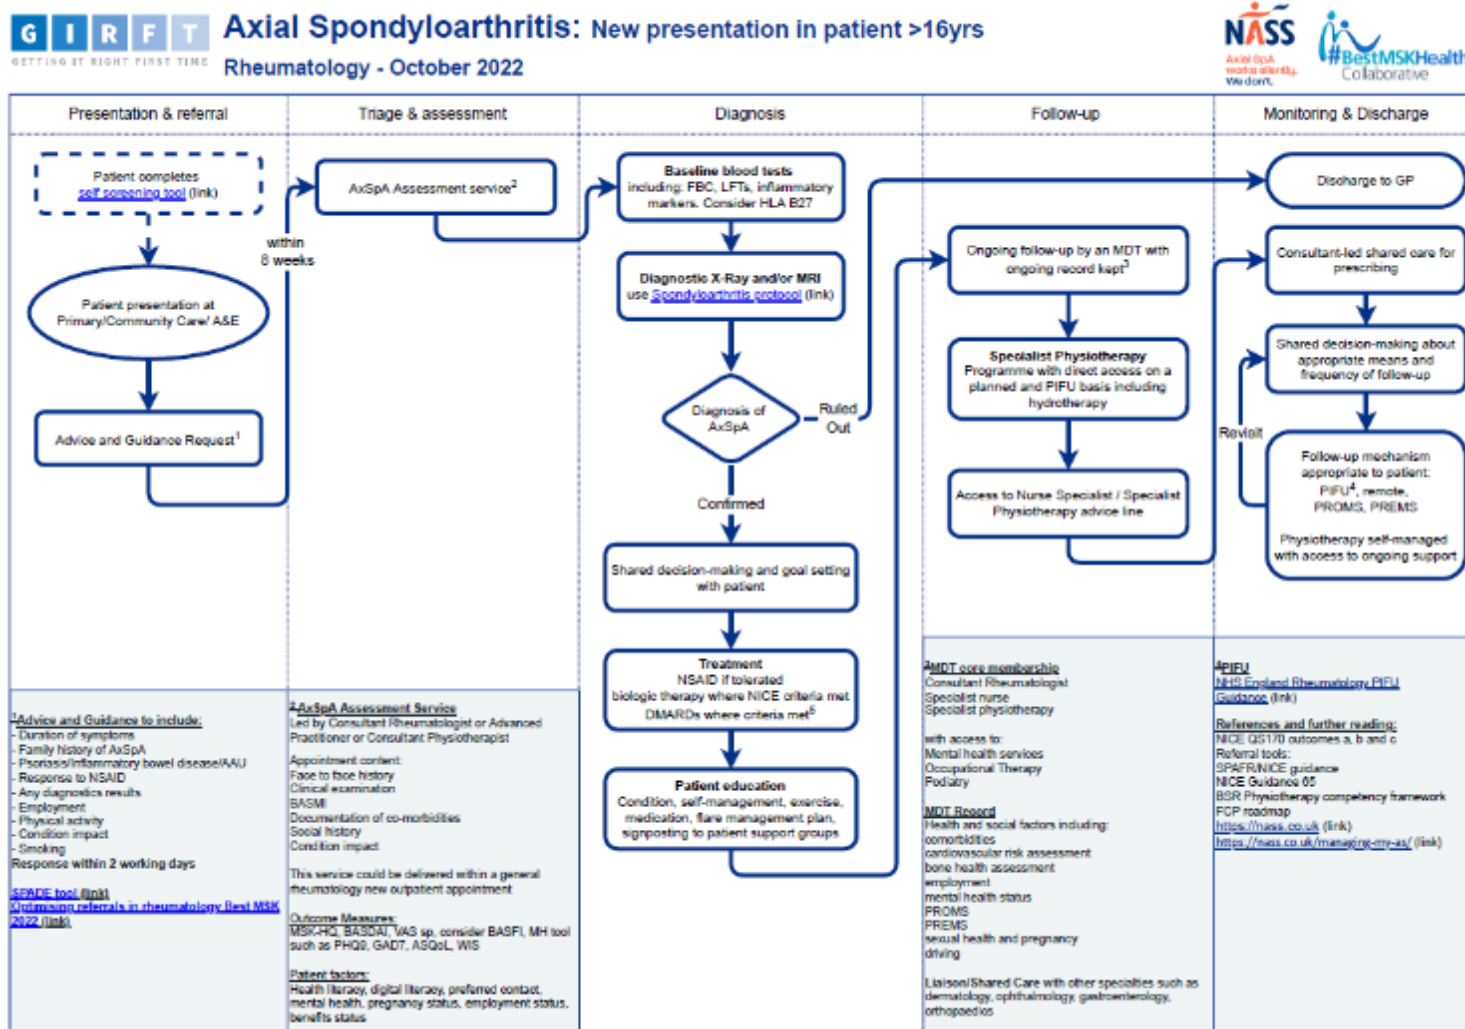 G I R F T
GETTING IT RIGHT FIRST TIME
Axial Spondyloarthritis: New presentation in patient >16yrs
Rheumatology - October 2022
NASS
Axial SpA
works silently.
We don't.
#BestMSKHealth
Collaborative
Presentation & referral
Triage & assessment
Diagnosis
Follow-up
Monitoring & Discharge
Patient completes
self screening tool (link)
Patient presentation at
Primary/Community Care/ A&E
Advice and Guidance Request1
within
8 weeks
AxSpA Assessment service2
Baseline blood tests
including: FBC, LFTs, inflammatory
markers. Consider HLA B27
Diagnostic X-Ray and/or MRI
use Spondyloarthritis protocol (link)
Diagnosis of
AxSpA
Ruled
Out
Confirmed
Shared decision-making and goal setting
with patient
Treatment
NSAID if tolerated
biologic therapy where NICE criteria met
DMARDs where criteria met5
Patient education
Condition, self-management, exercise,
medication, flare management plan,
signposting to patient support groups
Ongoing follow-up by an MDT with
ongoing record kept3
Specialist Physiotherapy
Programme with direct access on a
planned and PIFU basis including
hydrotherapy
Access to Nurse Specialist / Specialist
Physiotherapy advice line
Discharge to GP
Consultant-led shared care for
prescribing
Shared decision-making about
appropriate means and
frequency of follow-up
Revisit
Follow-up mechanism
appropriate to patient:
PIFU4, remote,
PROMS, PREMS
Physiotherapy self-managed
with access to ongoing support
1Advice and Guidance to include:
- Duration of symptoms
- Family history of AxSpA
- Psoriasis/Inflammatory bowel disease/AAU
- Response to NSAID
- Any diagnostics results
- Employment
- Physical activity
- Condition impact
- Smoking
Response within 2 working days
SPADE tool (link)
Optimising referrals in rheumatology Best MSK
2022 (link)
2 AxSpA Assessment Service
Led by Consultant Rheumatologist or Advanced
Practitioner or Consultant Physiotherapist
Appointment content:
Face to face history
Clinical examination
BASMI
Documentation of co-morbidities
Social history
Condition impact
This service could be delivered within a general
rheumatology new outpatient appointment
Outcome Measures:
MSK-HQ, BASDAI, VAS sp, consider BASFI, MH tool
such as PHQ9, GAD7, ASQoL, WIS
Patient factors:
Health literacy, digital literacy, preferred contact,
mental health, pregnancy status, employment status,
benefits status
3MDT core membership
Consultant Rheumatologist
Specialist nurse
Specialist physiotherapy
with access to:
Mental health services
Occupational Therapy
Podiatry
MDT Record
Health and social factors including:
comorbidities
cardiovascular risk assessment
bone health assessment
employment
mental health status
PROMS
PREMS
sexual health and pregnancy
driving
Liaison/Shared Care with other specialties such as
dermatology, ophthalmology, gastroenterology,
orthopaedics
4PIFU
NHS England Rheumatology PIFU
Guidance (link)
References and further reading:
NICE QS170 outcomes a, b and c
Referral tools:
SPAFR/NICE guidance
NICE Guidance 65
BSR Physiotherapy competency framework
FCP roadmap
https://nass.co.uk (link)
https://nass.co.uk/managing-my-as/ (link)